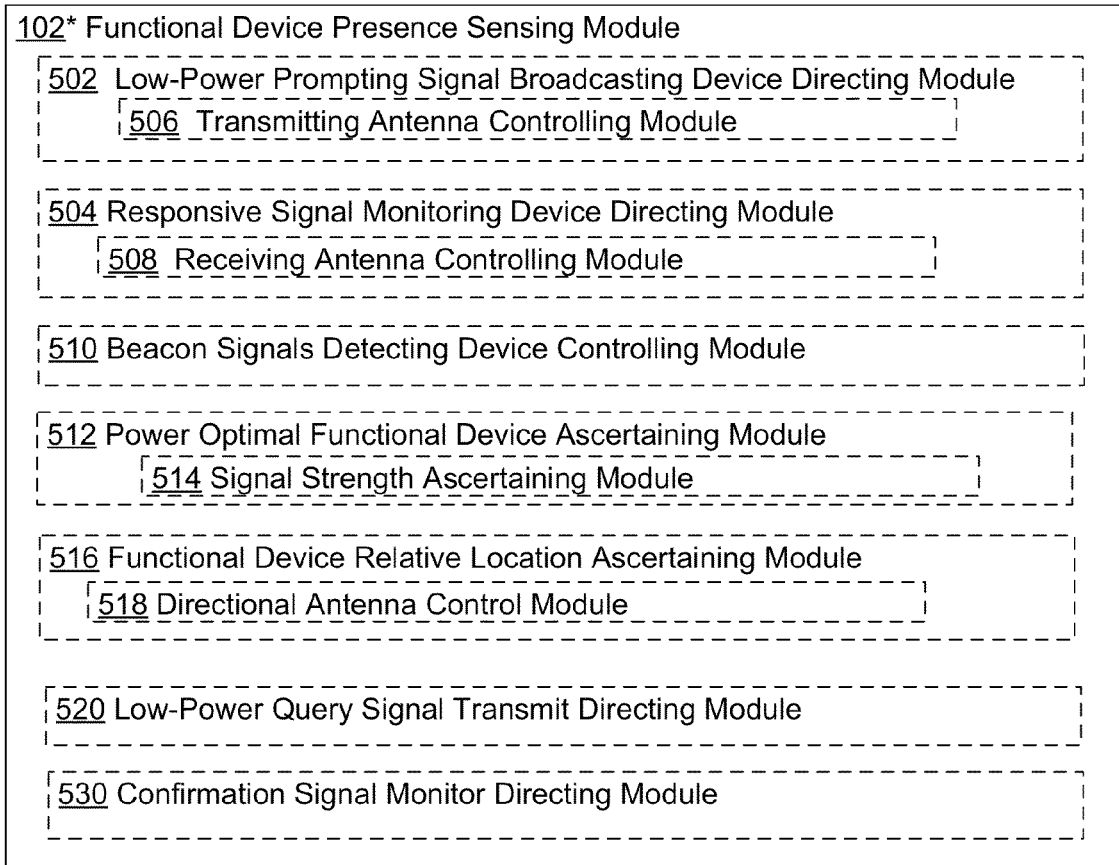 102* Functional Device Presence Sensing Module
502 Low-Power Prompting Signal Broadcasting Device Directing Module
506 Transmitting Antenna Controlling Module
504 Responsive Signal Monitoring Device Directing Module
508 Receiving Antenna Controlling Module
510 Beacon Signals Detecting Device Controlling Module
512 Power Optimal Functional Device Ascertaining Module
514 Signal Strength Ascertaining Module
516 Functional Device Relative Location Ascertaining Module
518 Directional Antenna Control Module
520 Low-Power Query Signal Transmit Directing Module
530 Confirmation Signal Monitor Directing Module